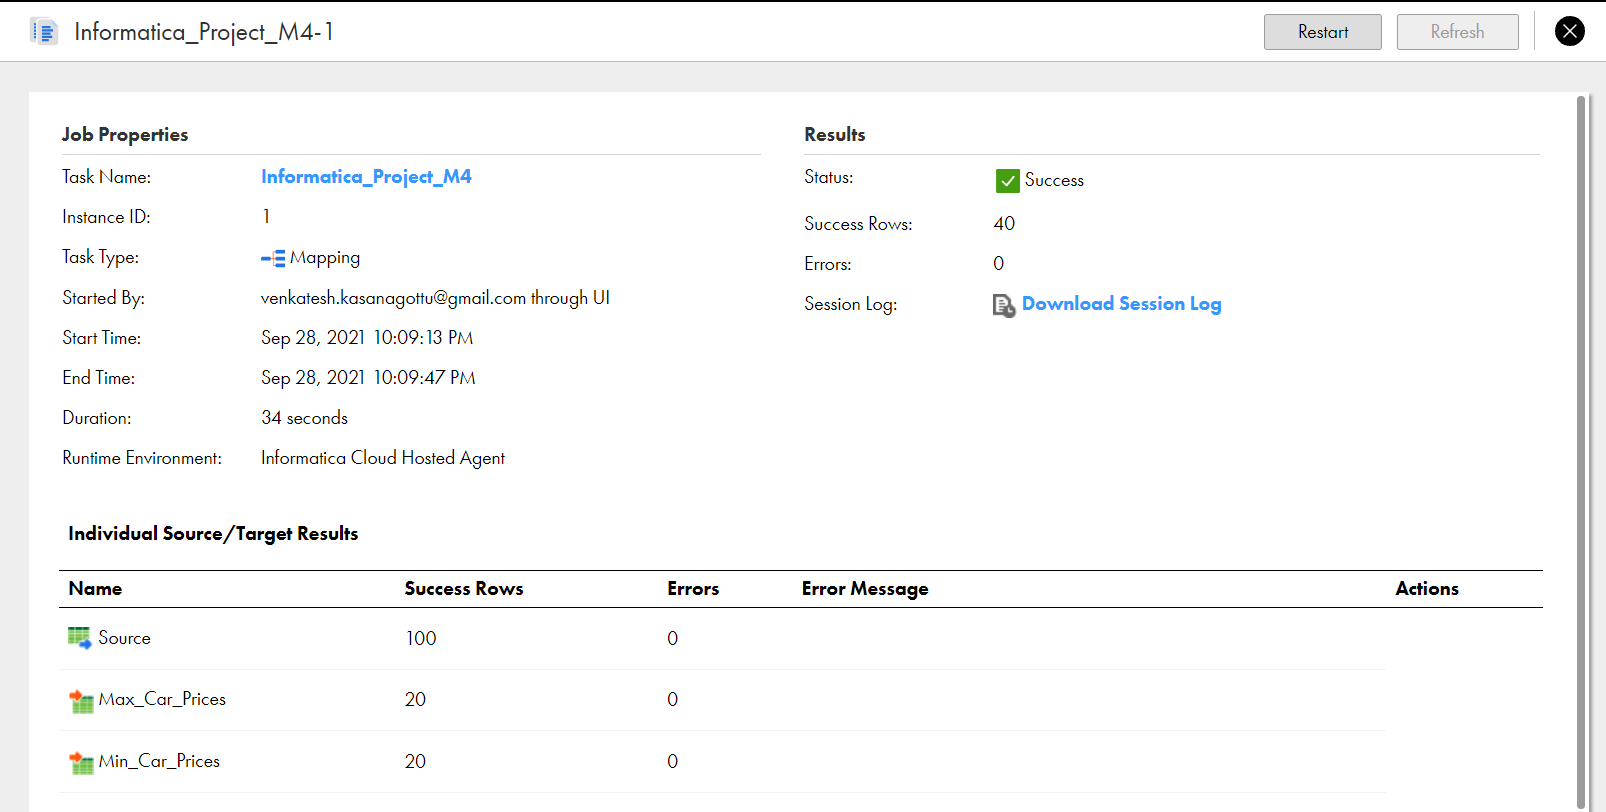 Informatica_Project_M4-1
Restart
Refresh
Job Properties
Task Name: Informatica_Project_M4
Instance ID: 1
Task Type: Mapping
Started By: venkatesh.kasanagottu@gmail.com through UI
Start Time: Sep 28, 2021 10:09:13 PM
End Time: Sep 28, 2021 10:09:47 PM
Duration: 34 seconds
Runtime Environment: Informatica Cloud Hosted Agent
Results
Status: Success
Success Rows: 40
Errors: 0
Session Log: Download Session Log
Individual Source/Target Results
Name Success Rows Errors Error Message Actions
Source 100 0
Max_Car_Prices 20 0
Min_Car_Prices 20 0